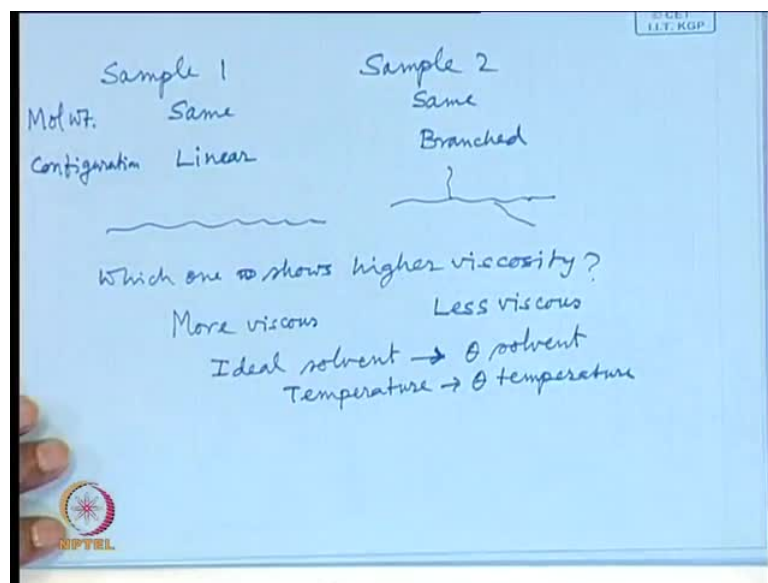 © CET
I.I.T. KGP
Sample 1 Sample 2
Mol wt. Same Same
Configuration Linear Branched
Which one shows higher viscosity?
More viscous Less viscous
Ideal solvent → θ solvent
Temperature → θ temperature
NPTEL